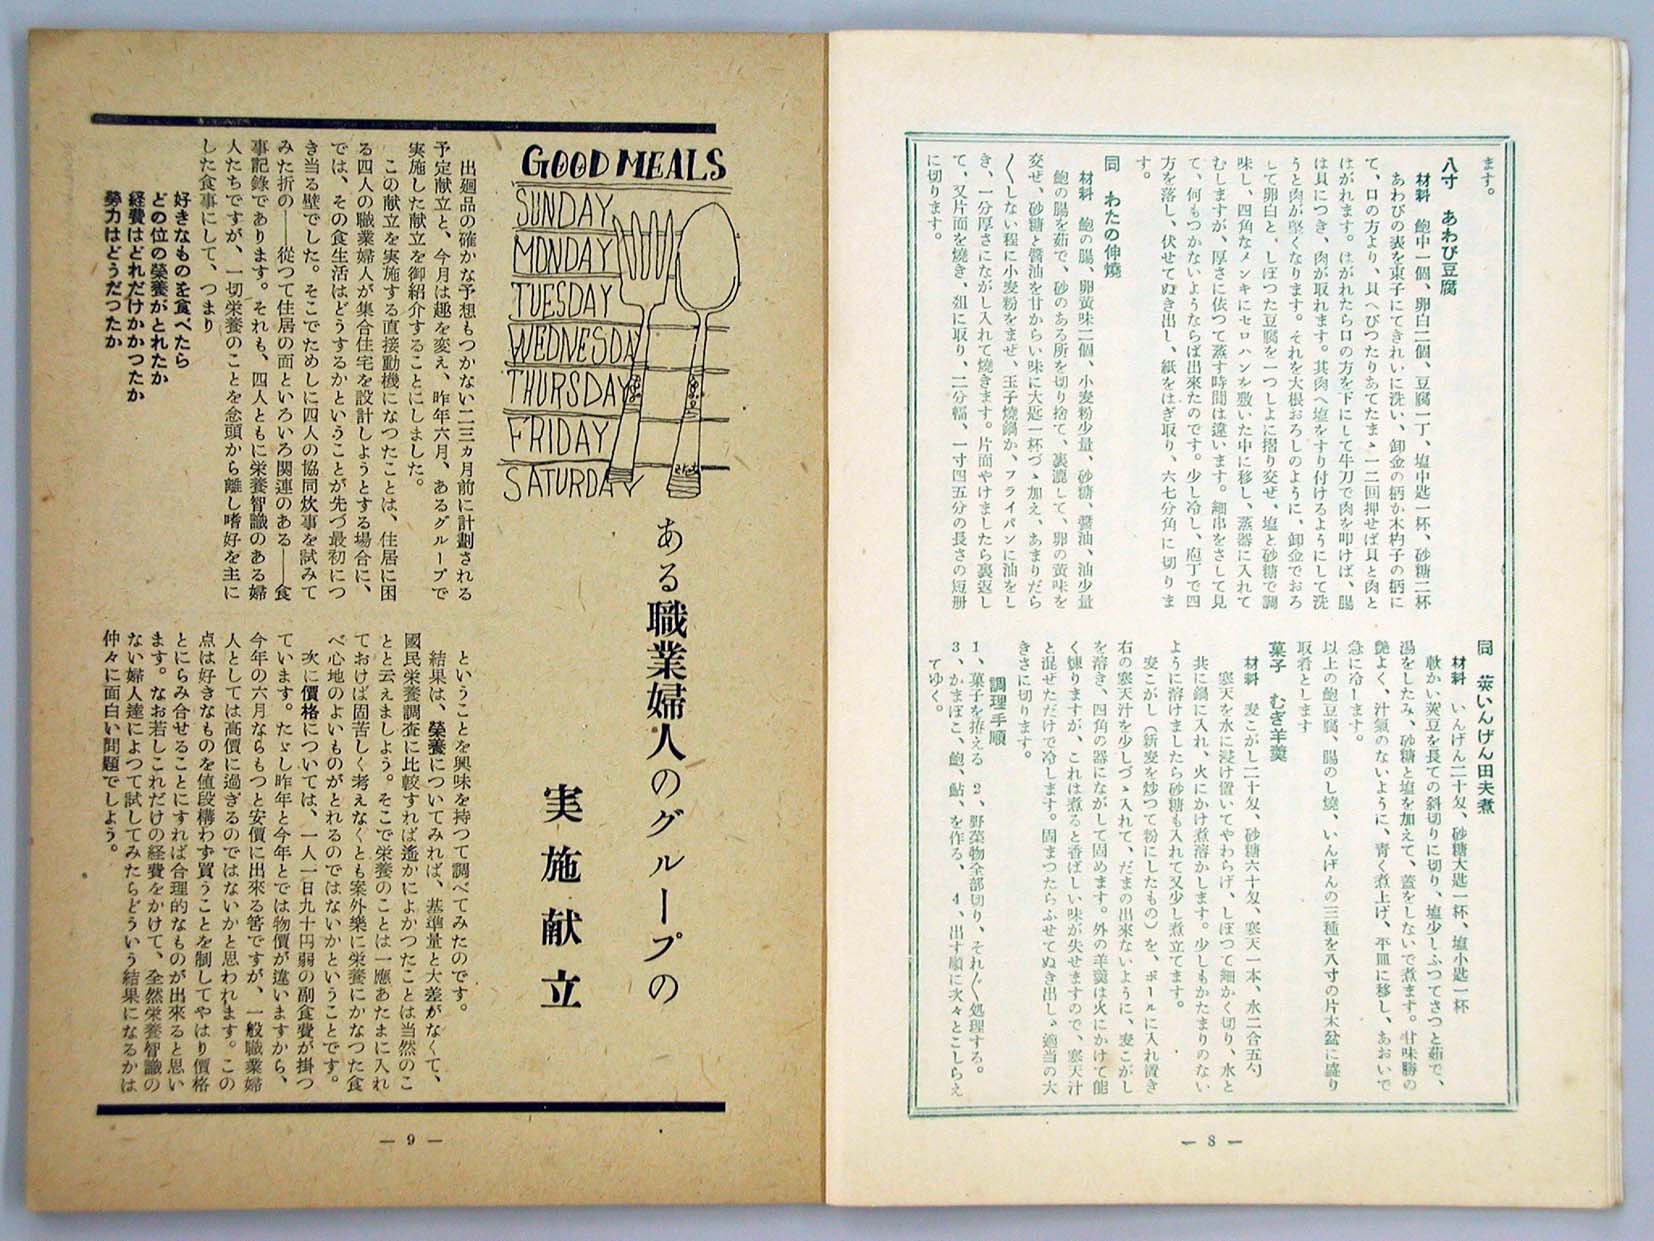 ます。
八寸　あわび豆腐
材料　鮑中一個、卵白二個、豆腐一丁、塩中匙一杯、砂糖二杯
あわびの表を束子にてきれいに洗い、卸金の柄か木杓子の柄に
て、口の方より、貝へぴつたりあてたまゝ一二回押せば貝と肉と
はがれます。はがれたら口の方を下にして牛刀で肉を叩けば、腸
は貝につき、肉が取れます。其肉へ塩をすり付けるようにして洗
うと肉が堅くなります。それを大根おろしのように、卸金でおろ
して卵白と、しぼつた豆腐を一つしよに摺り交ぜ、塩と砂糖で調
味し、四角なメンキにセロハンを敷いた中に移し、蒸器に入れて
むしますが、厚さに依つて蒸す時間は違います。細串をさして見
て、何もつかないようならば出来たのです。少し冷し、庖丁で四
方を落し、伏せてぬき出し、紙をはぎ取り、六七分角に切りま
す。
同　わたの伸燒
材料　鮑の腸、卵黄味二個、小麦粉少量、砂糖、醤油、油少量
鮑の腸を茹で、砂のある所を切り捨て、裏漉して、卵の黄味を
交ぜ、砂糖と醤油を甘からい味に大匙一杯づゝ加え、あまりだら
〳〵しない程に小麦粉をまぜ、玉子燒鍋か、フライパンに油をし
き、一分厚さにながし入れて燒きます。片面やけましたら裏返し
て、又片面を燒き、俎に取り、二分幅、一寸四五分の長さの短册
に切ります。
同　莢いんげん田夫煮
材料　いんげん二十匁、砂糖大匙一杯、塩小匙一杯
軟かい莢豆を長ての斜切りに切り、塩少しふつてさつと茹で、
湯をしたみ、砂糖と塩を加えて、蓋をしないで煮ます。甘味勝の
艶よく、汁氣のないように、青く煮上げ、平皿に移し、あおいで
急に冷します。
以上の鮑豆腐、腸のし燒、いんげんの三種を八寸の片木盆に盛り
取肴とします
菓子　むぎ羊羹
材料　麦こがし二十匁、砂糖六十匁、寒天一本、水二合五勺
寒天を水に浸け置いてやわらげ、しぼつて細かく切り、水と
共に鍋に入れ、火にかけ煮溶かします。少しもかたまりのない
ように溶けましたら砂糖も入れて又少し煮立てます。
麦こがし(新麦を炒つて粉にしたもの)を、ボールに入れ置き
右の寒天汁を少しづゝ入れて、だまの出来ないように、麦こがし
を溶き、四角の器にながして固めます。外の羊羹は火にかけて能
く煉りますが、これは煮ると香ばしい味が失せますので、寒天汁
と混ぜただけで冷します。固まつたらふせてぬき出し、適当の大
きさに切ります。
調理手順
1、菓子を拵える　2、野菜物全部切り、それ〴〵処理する。
3、かまぼこ、鮑、鮎、を作る、　4、出す順に次々とこしらえ
てゆく。
― 8 ―
GOOD MEALS
SUNDAY
MONDAY
TUESDAY
WEDNESDAY
THURSDAY
FRIDAY
SATURDAY
ある職業婦人のグループの
実施献立
出廻品の確かな予想もつかない二三ヵ月前に計劃される
予定献立と、今月は趣を変え、昨年六月、あるグループで
実施した献立を御紹介することにしました。
この献立を実施する直接動機になつたことは、住居に困
る四人の職業婦人が集合住宅を設計しようとする場合に、
では、その食生活はどうするかということが先づ最初につ
き当る壁でした。そこでためしに四人の協同炊事を試みて
みた折の――從つて住居の面といろいろ関連のある――食
事記錄であります。それも、四人ともに栄養智識のある婦
人たちですが、一切栄養のことを念頭から離し嗜好を主に
した食事にして、つまり
好きなものを食べたら
どの位の榮養がとれたか
経費はどれだけかかつたか
勞力はどうだつたか
ということを興味を持つて調べてみたのです。
結果は、榮養についてみれば、基準量と大差がなくて、
國民栄養調査に比較すれば遙かによかつたことは当然のこ
とと云えましよう。そこで栄養のことは一應あたまに入れ
ておけば固苦しく考えなくとも案外樂に栄養にかなつた食
べ心地のよいものがとれるのではないかということです。
次に價格については、一人一日九十円弱の副食費が掛つ
ています。たゞし昨年と今年とでは物價が違いますから、
今年の六月ならもつと安價に出來る筈ですが、一般職業婦
人としては高價に過ぎるのではないかと思われます。この
点は好きなものを値段構わず買うことを制してやはり價格
とにらみ合せることにすれば合理的なものが出來ると思い
ます。なお若しこれだけの経費をかけて、全然栄養智識の
ない婦人達によつて試してみたらどういう結果になるかは
仲々に面白い問題でしよう。
― 9 ―